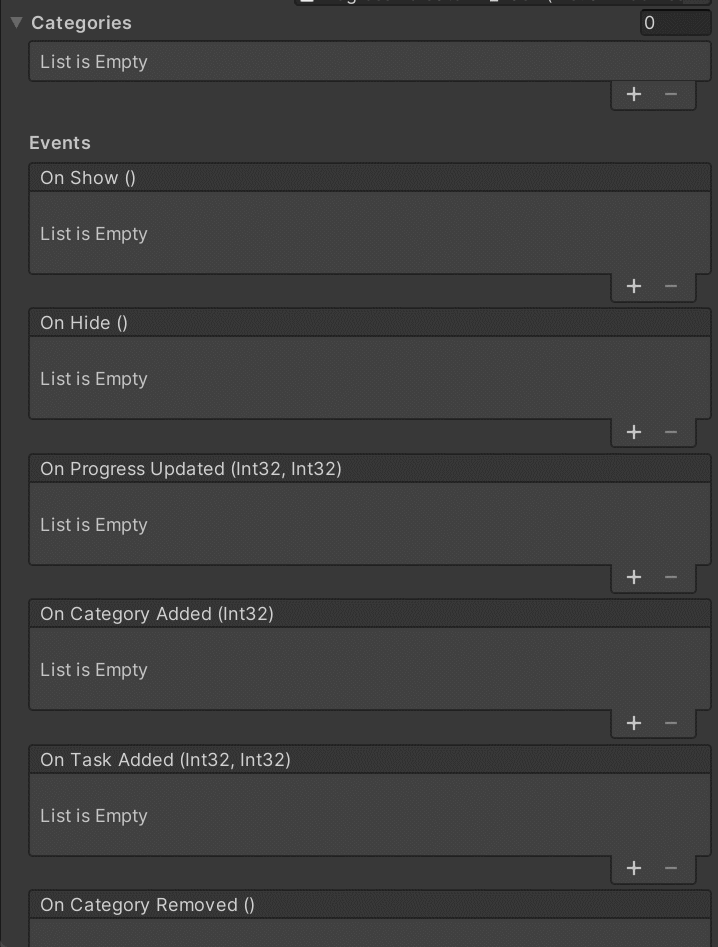 Categories
0
List is Empty
+ −
Events
On Show ()
List is Empty
+ −
On Hide ()
List is Empty
+ −
On Progress Updated (Int32, Int32)
List is Empty
+ −
On Category Added (Int32)
List is Empty
+ −
On Task Added (Int32, Int32)
List is Empty
+ −
On Category Removed ()